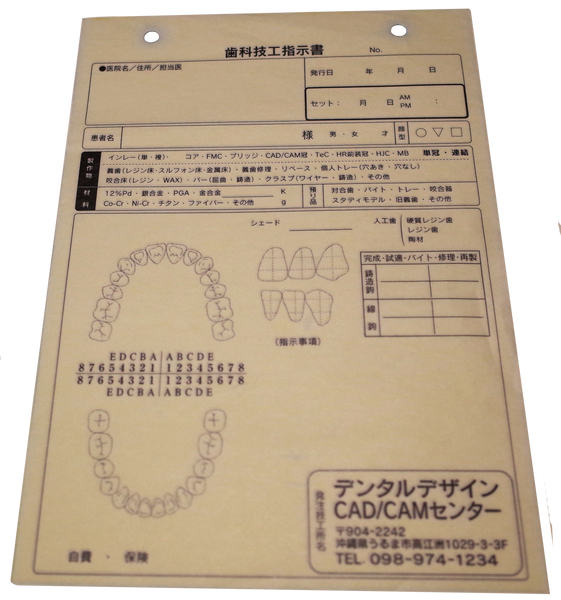 歯科技工指示書 No.
●医院名／住所／担当医
発行日 年 月 日
セット： 月 日 AM PM ：
患者名 様 男・女 才 顔型 ○▽□
製作物 インレー(単・複)・ コア・FMC・ブリッジ・CAD/CAM冠・TeC・HR前装冠・HJC・MB 単冠・連結
義歯(レジン床・スルフォン床・金属床)・義歯修理・リベース・個人トレー(穴あき・穴なし)
咬合床(レジン・WAX)・バー(屈曲・鋳造)・クラスプ(ワイヤー・鋳造)・その他
材料 12%Pd・銀合金・PGA・金合金 K
Co-Cr・Ni-Cr・チタン・ファイバー・その他 g
預り品 対合歯・バイト・トレー・咬合器
スタディモデル・旧義歯・その他
シェード
人工歯 硬質レジン歯
レジン歯
陶材
完成・試適・バイト・修理・再製
鋳造鉤
線鉤
(指示事項)
EDCBA ABCDE
87654321 12345678
87654321 12345678
EDCBA ABCDE
自費 ・ 保険
発注技工所名
デンタルデザイン
CAD/CAMセンター
〒904-2242
沖縄県うるま市高江洲1029-3-3F
TEL 098-974-1234